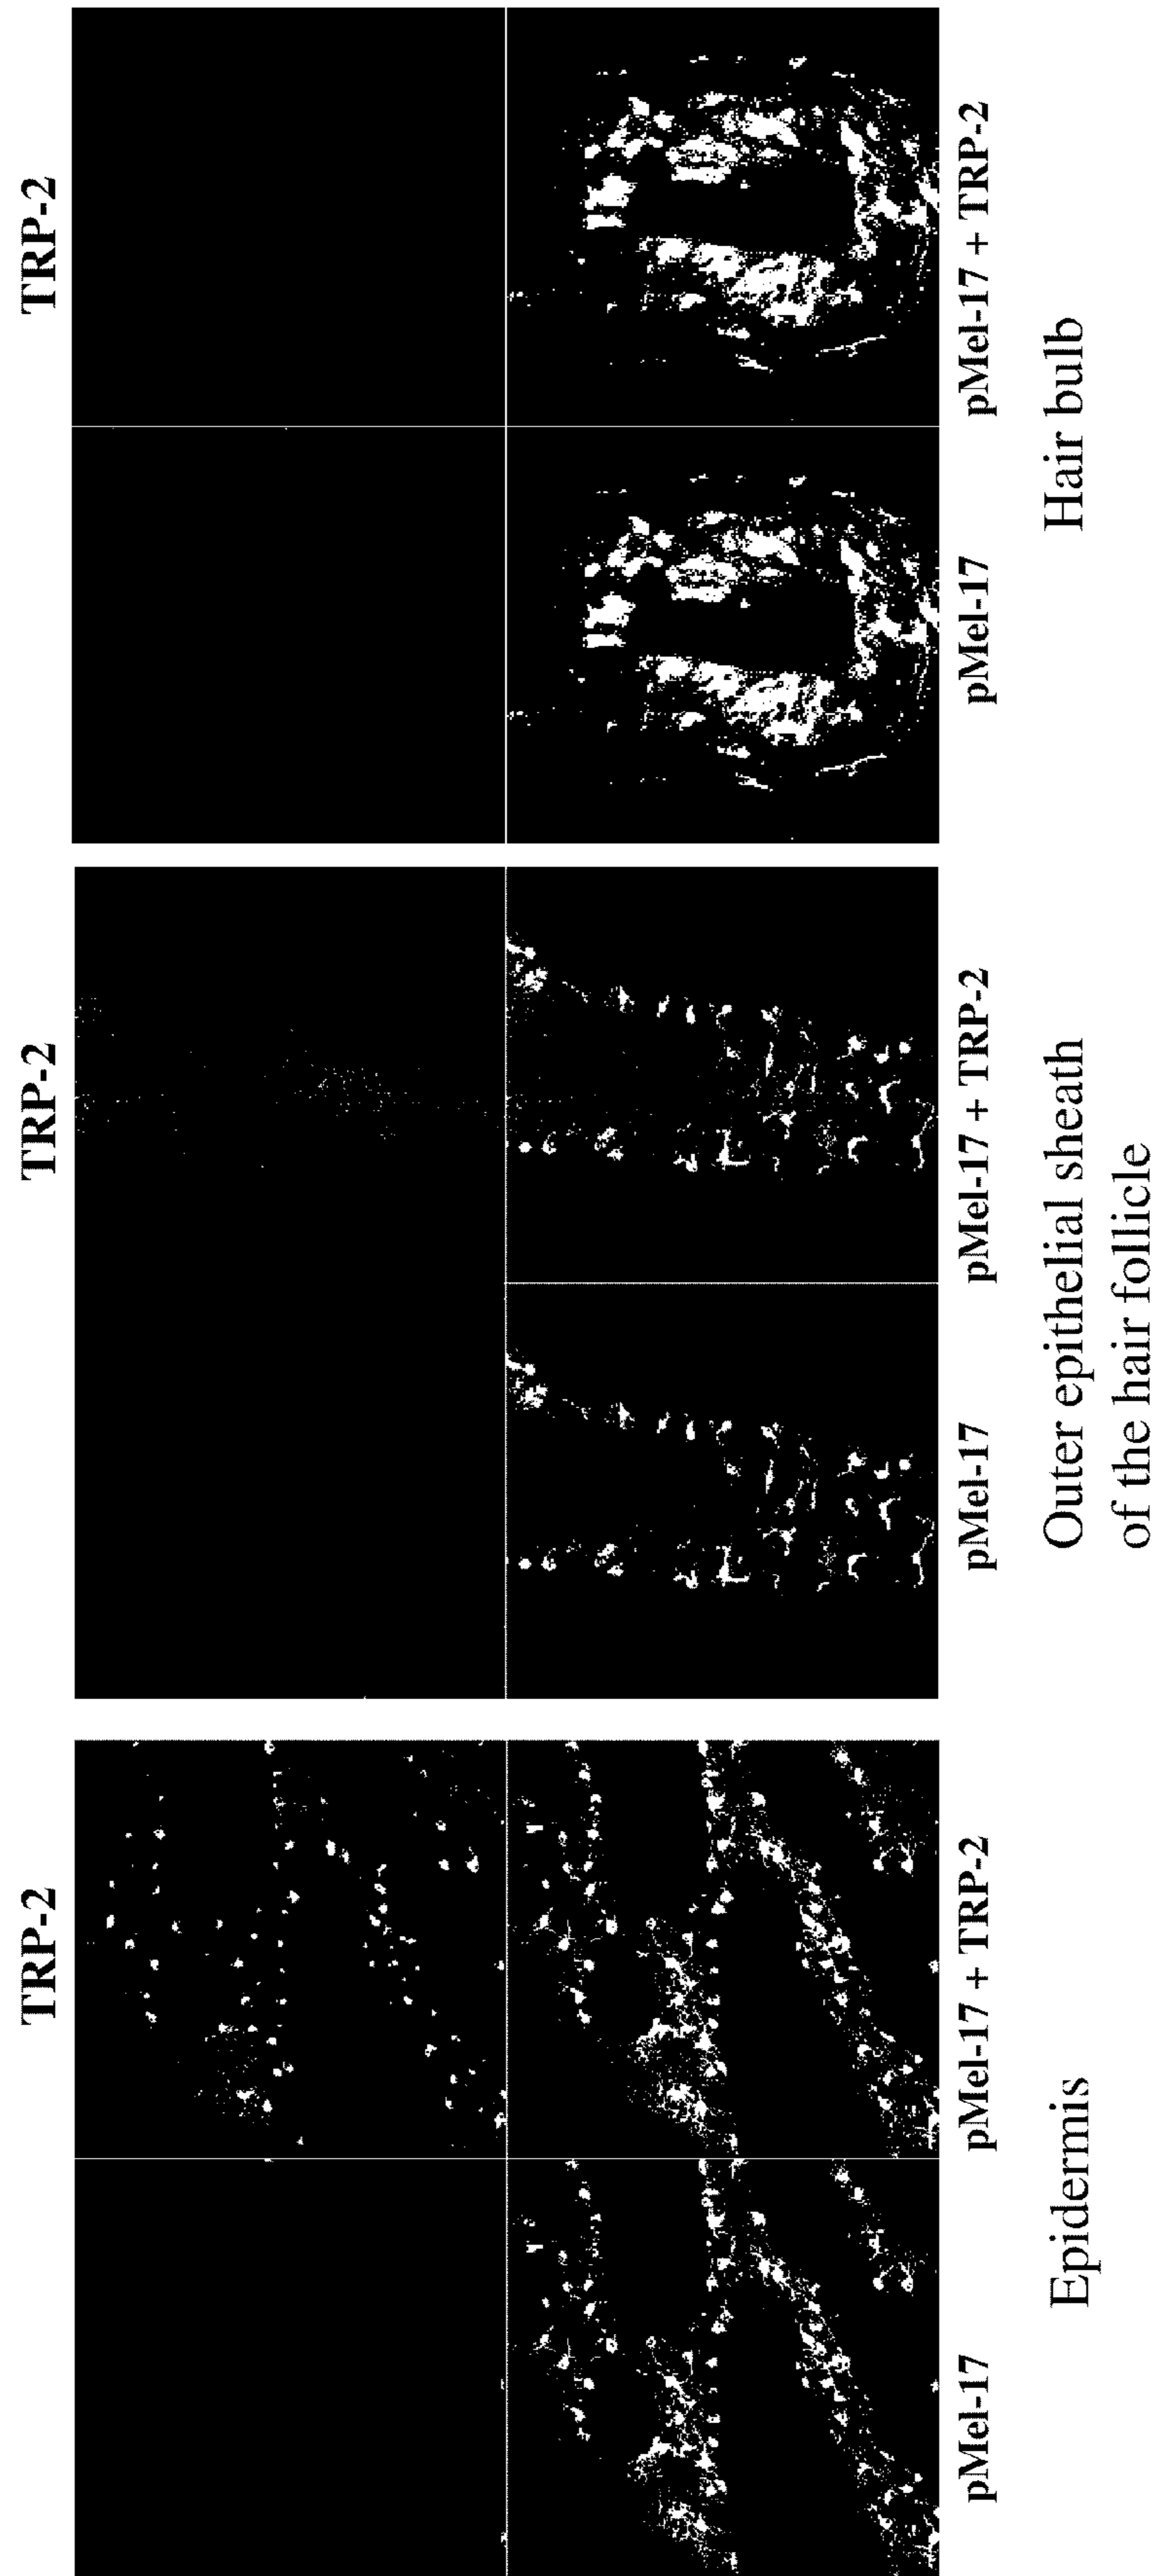 TRP-2
pMel-17
pMel-17 + TRP-2
Epidermis
TRP-2
pMel-17
pMel-17 + TRP-2
Outer epithelial sheath
of the hair follicle
TRP-2
pMel-17
pMel-17 + TRP-2
Hair bulb